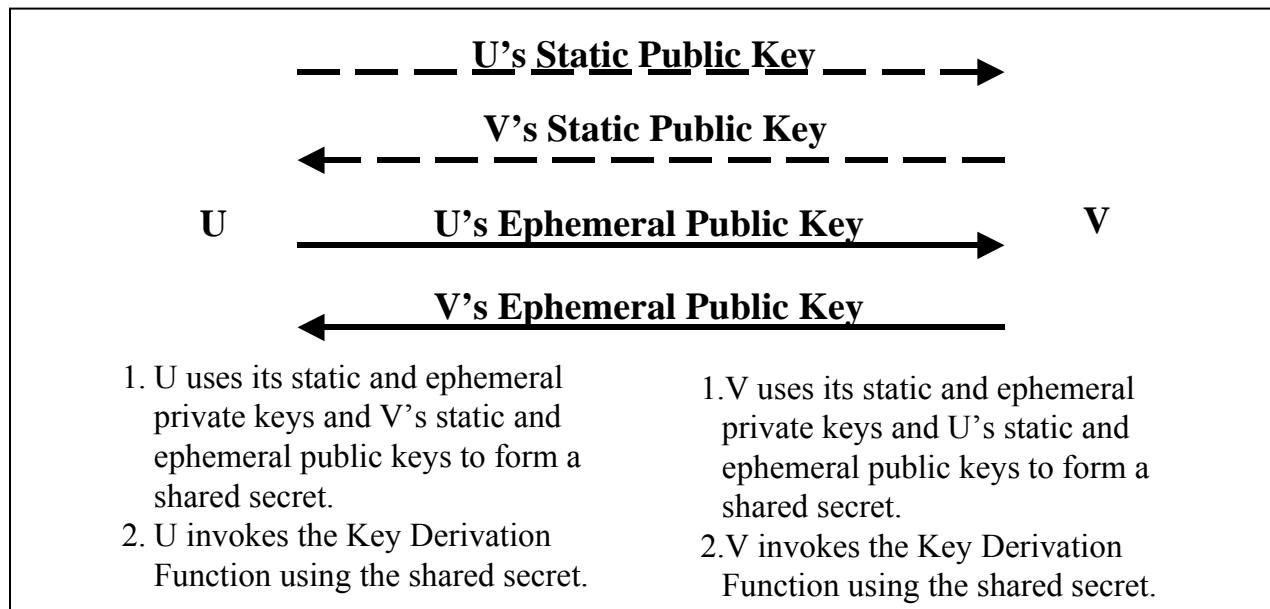 U's Static Public Key
V’s Static Public Key
U
U's Ephemeral Public Key
V
V’s Ephemeral Public Key
1. U uses its static and ephemeral
private keys and V’s static and
ephemeral public keys to form a
shared secret.
2. U invokes the Key Derivation
Function using the shared secret.
1.V uses its static and ephemeral
private keys and U’s static and
ephemeral public keys to form a
shared secret.
2.V invokes the Key Derivation
Function using the shared secret.